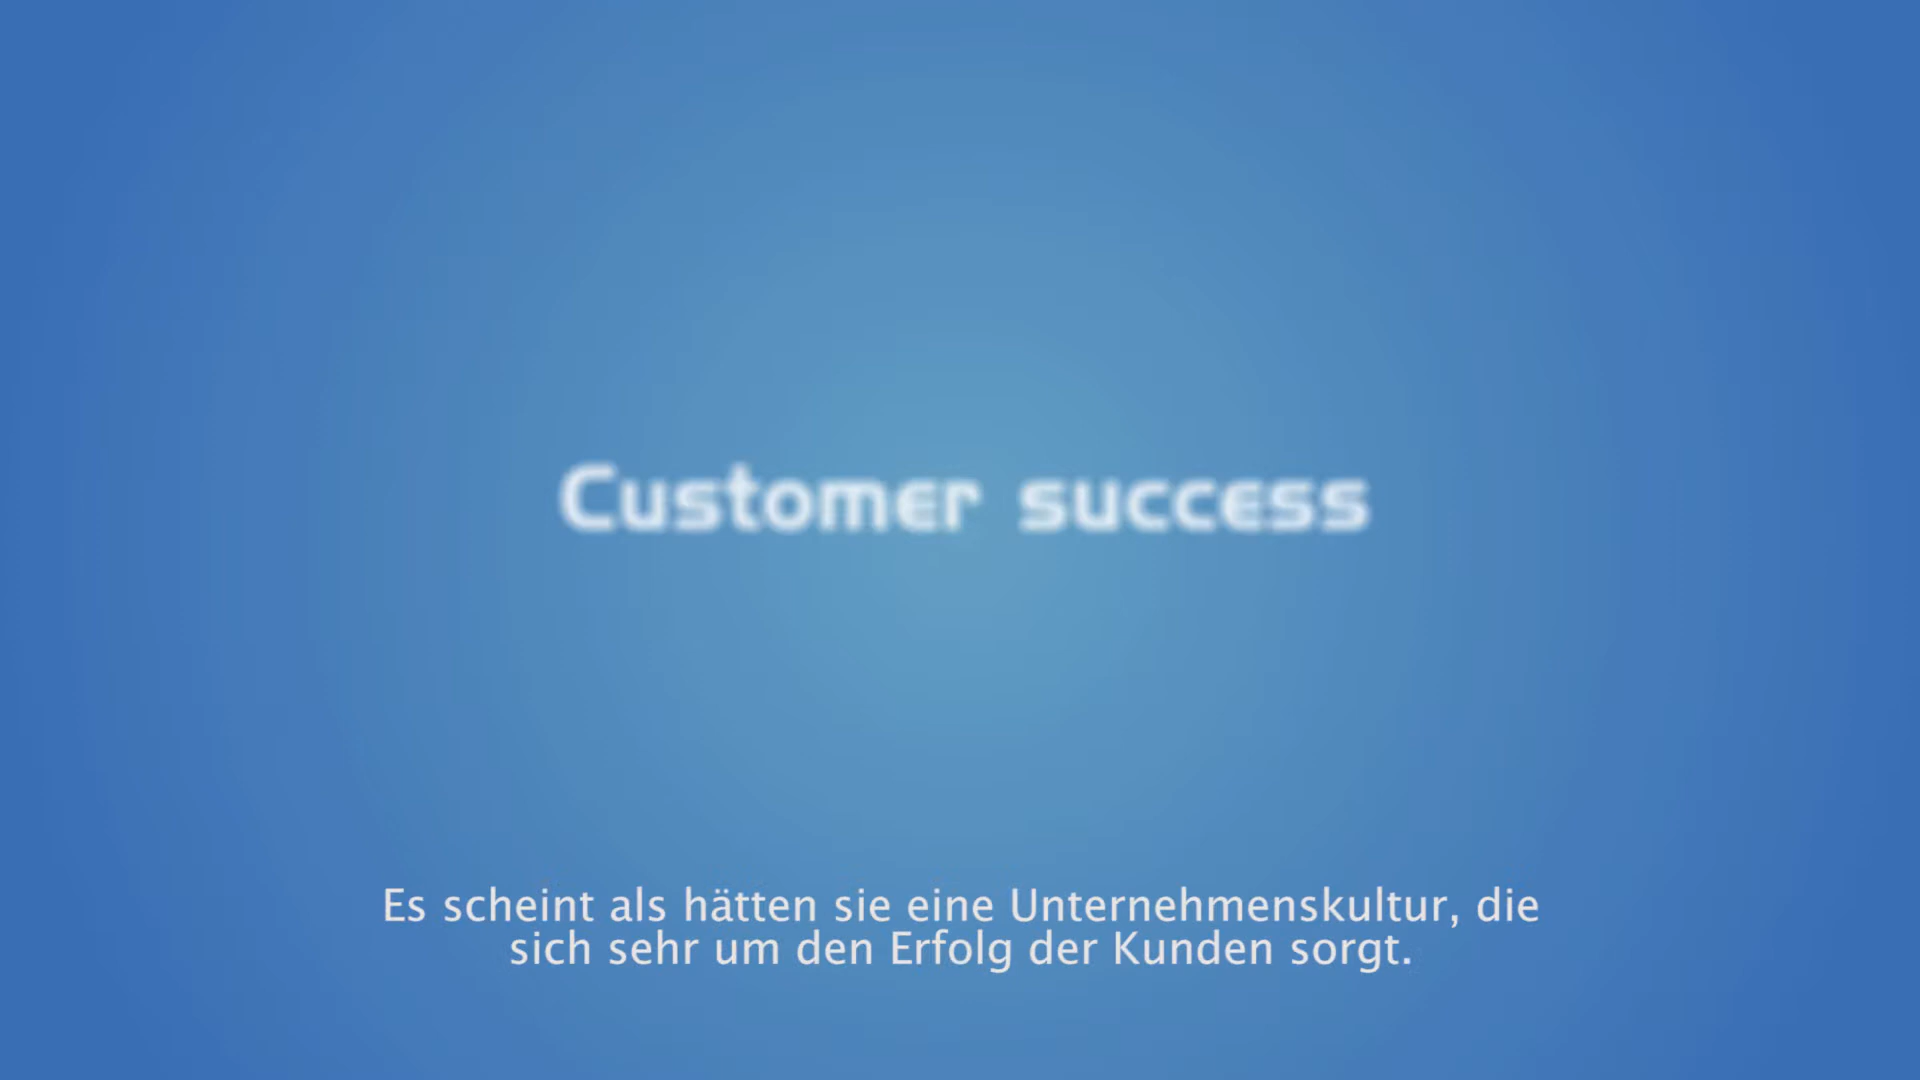 Customer success
Es scheint als hätten sie eine Unternehmenskultur, die
sich sehr um den Erfolg der Kunden sorgt.